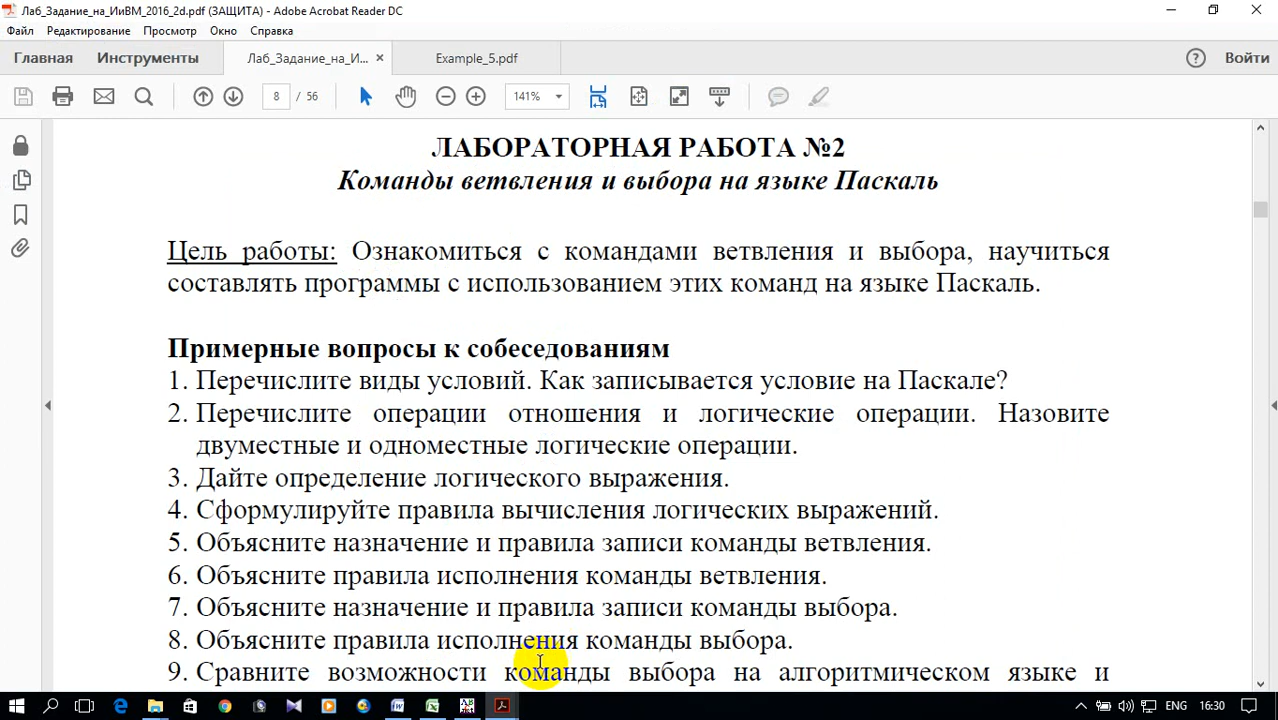 Лаб_Задание_на_ИиВМ_2016_2d.pdf (ЗАЩИТА) - Adobe Acrobat Reader DC
Файл Редактирование Просмотр Окно Справка
Главная Инструменты Лаб_Задание_на_И... × Example_5.pdf Войти
8 / 56 141%
ЛАБОРАТОРНАЯ РАБОТА №2
Команды ветвления и выбора на языке Паскаль
Цель работы: Ознакомиться с командами ветвления и выбора, научиться
составлять программы с использованием этих команд на языке Паскаль.
Примерные вопросы к собеседованиям
1. Перечислите виды условий. Как записывается условие на Паскале?
2. Перечислите операции отношения и логические операции. Назовите
двуместные и одноместные логические операции.
3. Дайте определение логического выражения.
4. Сформулируйте правила вычисления логических выражений.
5. Объясните назначение и правила записи команды ветвления.
6. Объясните правила исполнения команды ветвления.
7. Объясните назначение и правила записи команды выбора.
8. Объясните правила исполнения команды выбора.
9. Сравните возможности команды выбора на алгоритмическом языке и
ENG 16:30